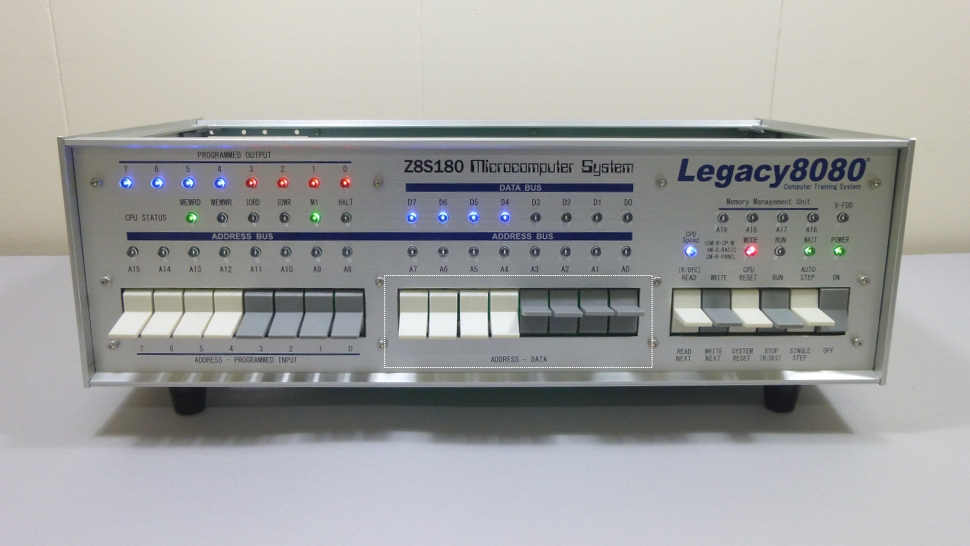 PROGRAMMED OUTPUT
7 6 5 4 3 2 1 0
MEMRD MEMWR IORD IOWR M1 HALT
CPU STATUS
ADDRESS BUS
A15 A14 A13 A12 A11 A10 A9 A8
7 6 5 4 3 2 1 0
ADDRESS - PROGRAMMED INPUT
Z8S180 Microcomputer System
DATA BUS
D7 D6 D5 D4 D3 D2 D1 D0
ADDRESS BUS
A7 A6 A5 A4 A3 A2 A1 A0
ADDRESS - DATA
Legacy8080®
Computer Training System
Memory Management Unit
V-FDD
A19 A18 A17 A16
CPU Speed
MODE RUN WAIT POWER
[R/DEC] READ
WRITE
CPU RESET
RUN
AUTO STEP
ON
READ NEXT
WRITE NEXT
SYSTEM RESET
STOP
SINGLE STEP
OFF